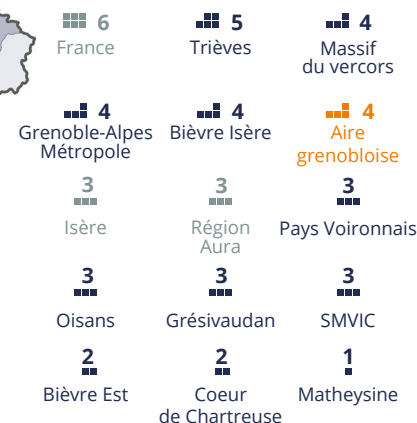 6 5 4
France Trièves Massif
du vercors
4 4 4
Grenoble-Alpes Bièvre Isère Aire
Métropole grenobloise
3 3 3
Isère Région Pays Voironnais
Aura
3 3 3
Oisans Grésivaudan SMVIC
2 2 1
Bièvre Est Coeur Matheysine
de Chartreuse